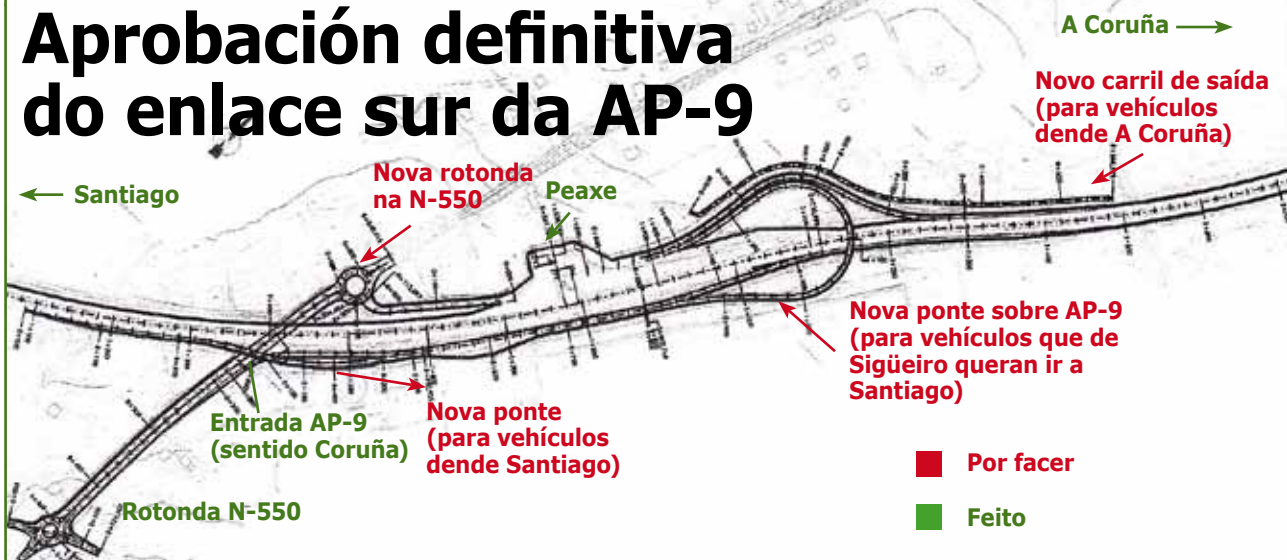 Aprobación definitiva
do enlace sur da AP-9
A Coruña
Novo carril de saída
(para vehículos
dende A Coruña)
Santiago
Nova rotonda
na N-550
Peaxe
Nova ponte sobre AP-9
(para vehículos que de
Sigüeiro queran ir a
Santiago)
Entrada AP-9
(sentido Coruña)
Nova ponte
(para vehículos
dende Santiago)
Por facer
Rotonda N-550
Feito